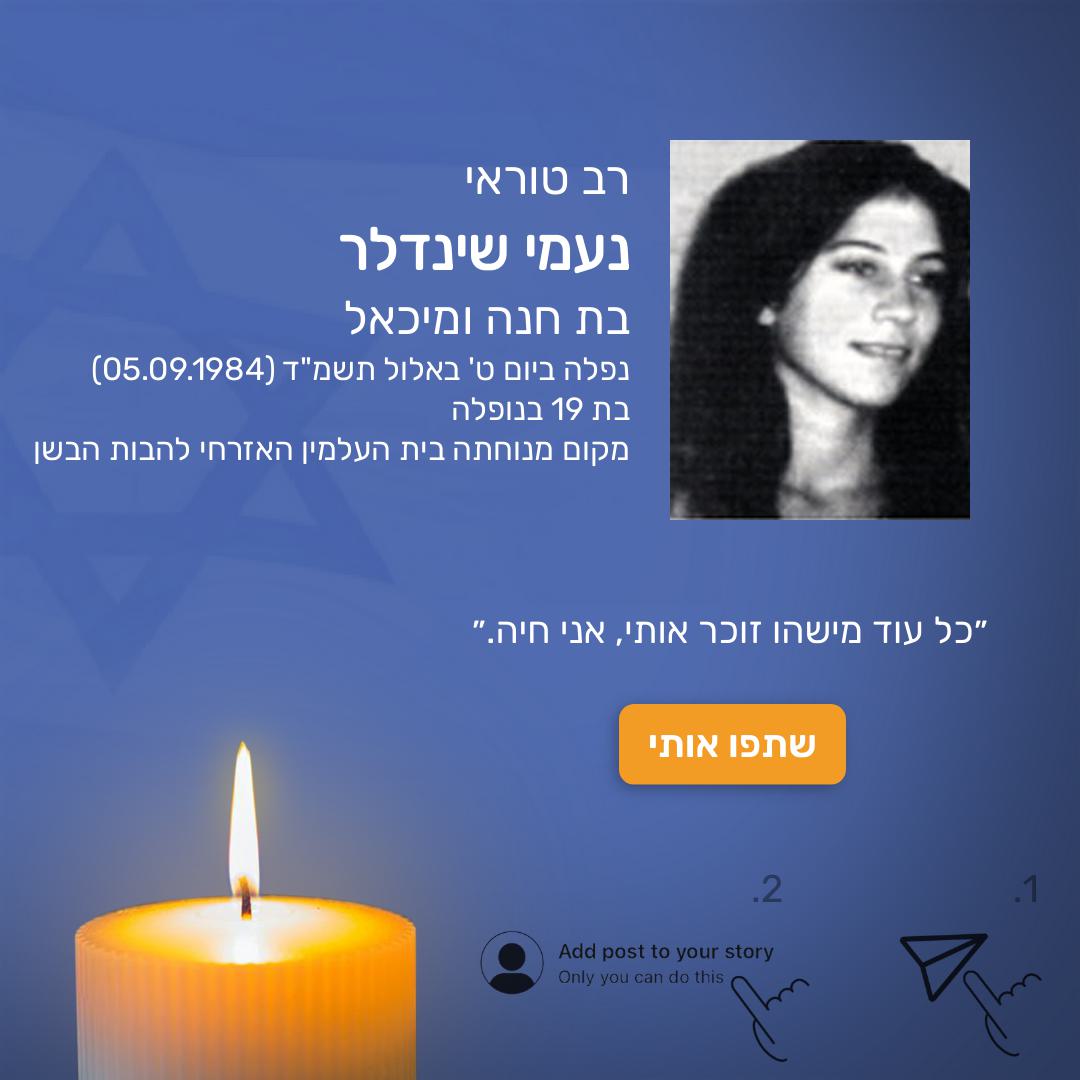 רב טוראי
נעמי שינדלר
בת חנה ומיכאל
נפלה ביום ט' באלול תשמ"ד (05.09.1984)
בת 19 בנופלה
מקום מנוחתה בית העלמין האזרחי להבות הבשן
״כל עוד מישהו זוכר אותי, אני חיה.״
שתפו אותי
1.
2.
Add post to your story
Only you can do this